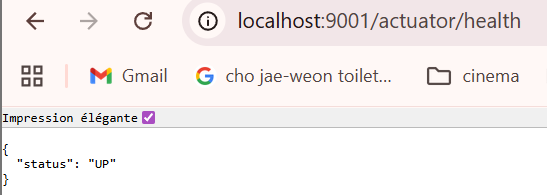 localhost:9001/actuator/health
Gmail cho jae-weon toilet... cinema
Impression élégante
{
"status": "UP"
}